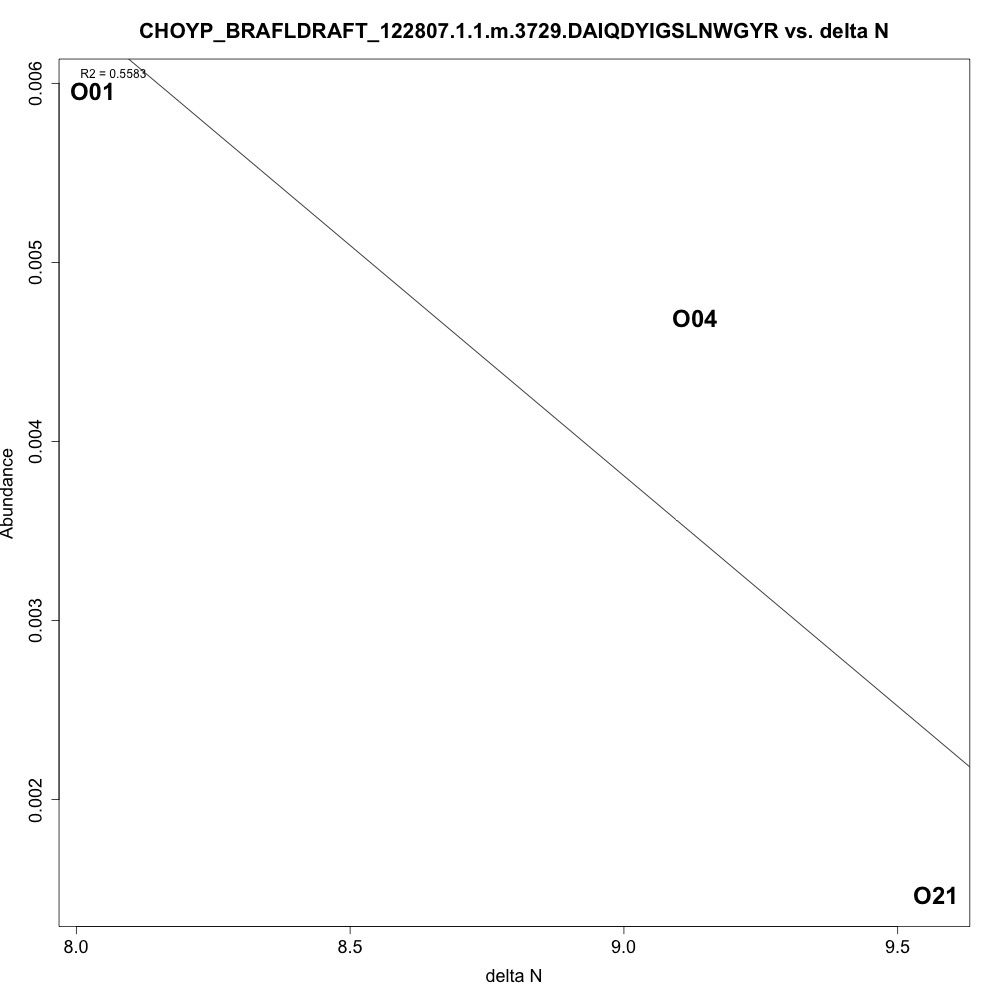 CHOYP_BRAFLDRAFT_122807.1.1.m.3729.DAIQDYIGSLNWGYR vs. delta N
R2 = 0.5583
O01
O04
O21
0.006
0.005
0.004
0.003
0.002
Abundance
8.0 8.5 9.0 9.5
delta N